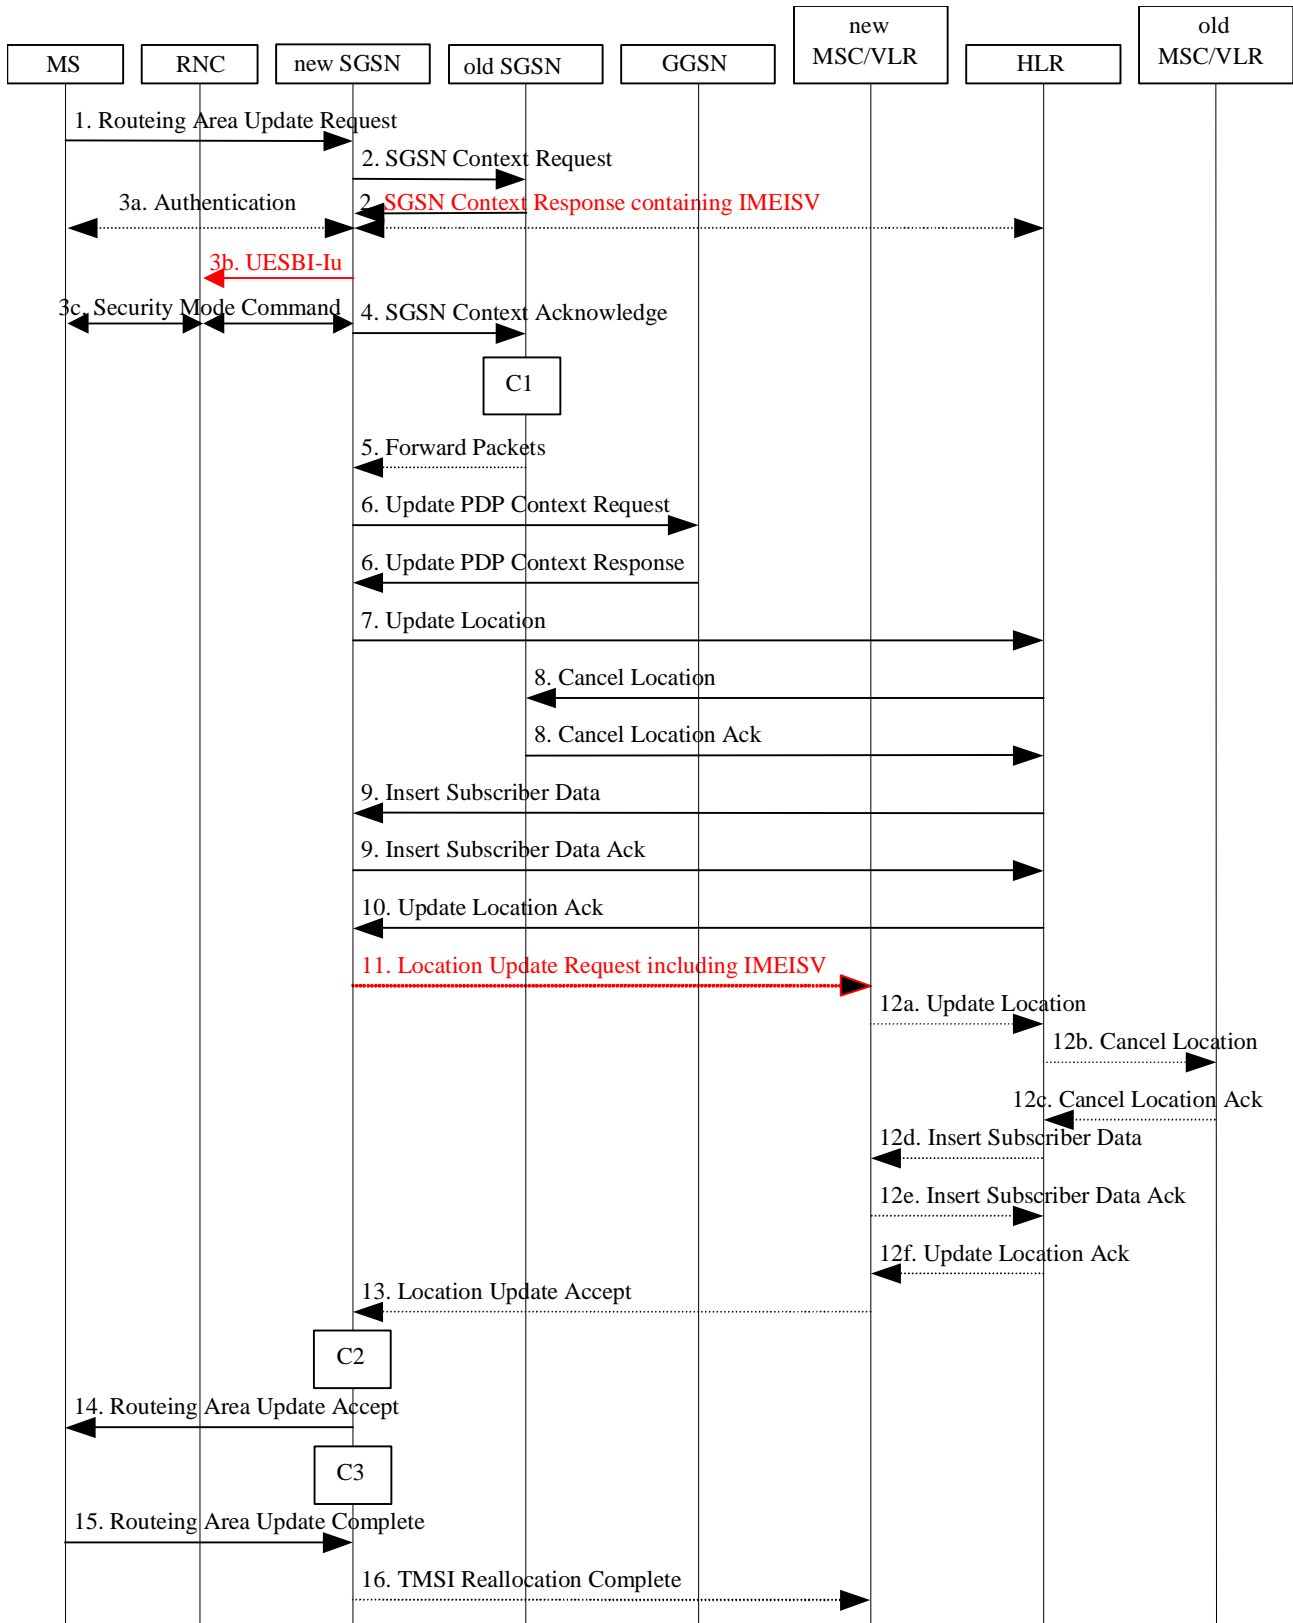 new
MSC/VLR
old
MSC/VLR
MS
RNC
new SGSN
old SGSN
GGSN
HLR
1. Routeing Area Update Request
2. SGSN Context Request
3a. Authentication
2. SGSN Context Response containing IMEISV
3b. UESBI-Iu
3c. Security Mode Command
4. SGSN Context Acknowledge
C1
5. Forward Packets
6. Update PDP Context Request
6. Update PDP Context Response
7. Update Location
8. Cancel Location
8. Cancel Location Ack
9. Insert Subscriber Data
9. Insert Subscriber Data Ack
10. Update Location Ack
11. Location Update Request including IMEISV
12a. Update Location
12b. Cancel Location
12c. Cancel Location Ack
12d. Insert Subscriber Data
12e. Insert Subscriber Data Ack
12f. Update Location Ack
13. Location Update Accept
C2
14. Routeing Area Update Accept
C3
15. Routeing Area Update Complete
16. TMSI Reallocation Complete